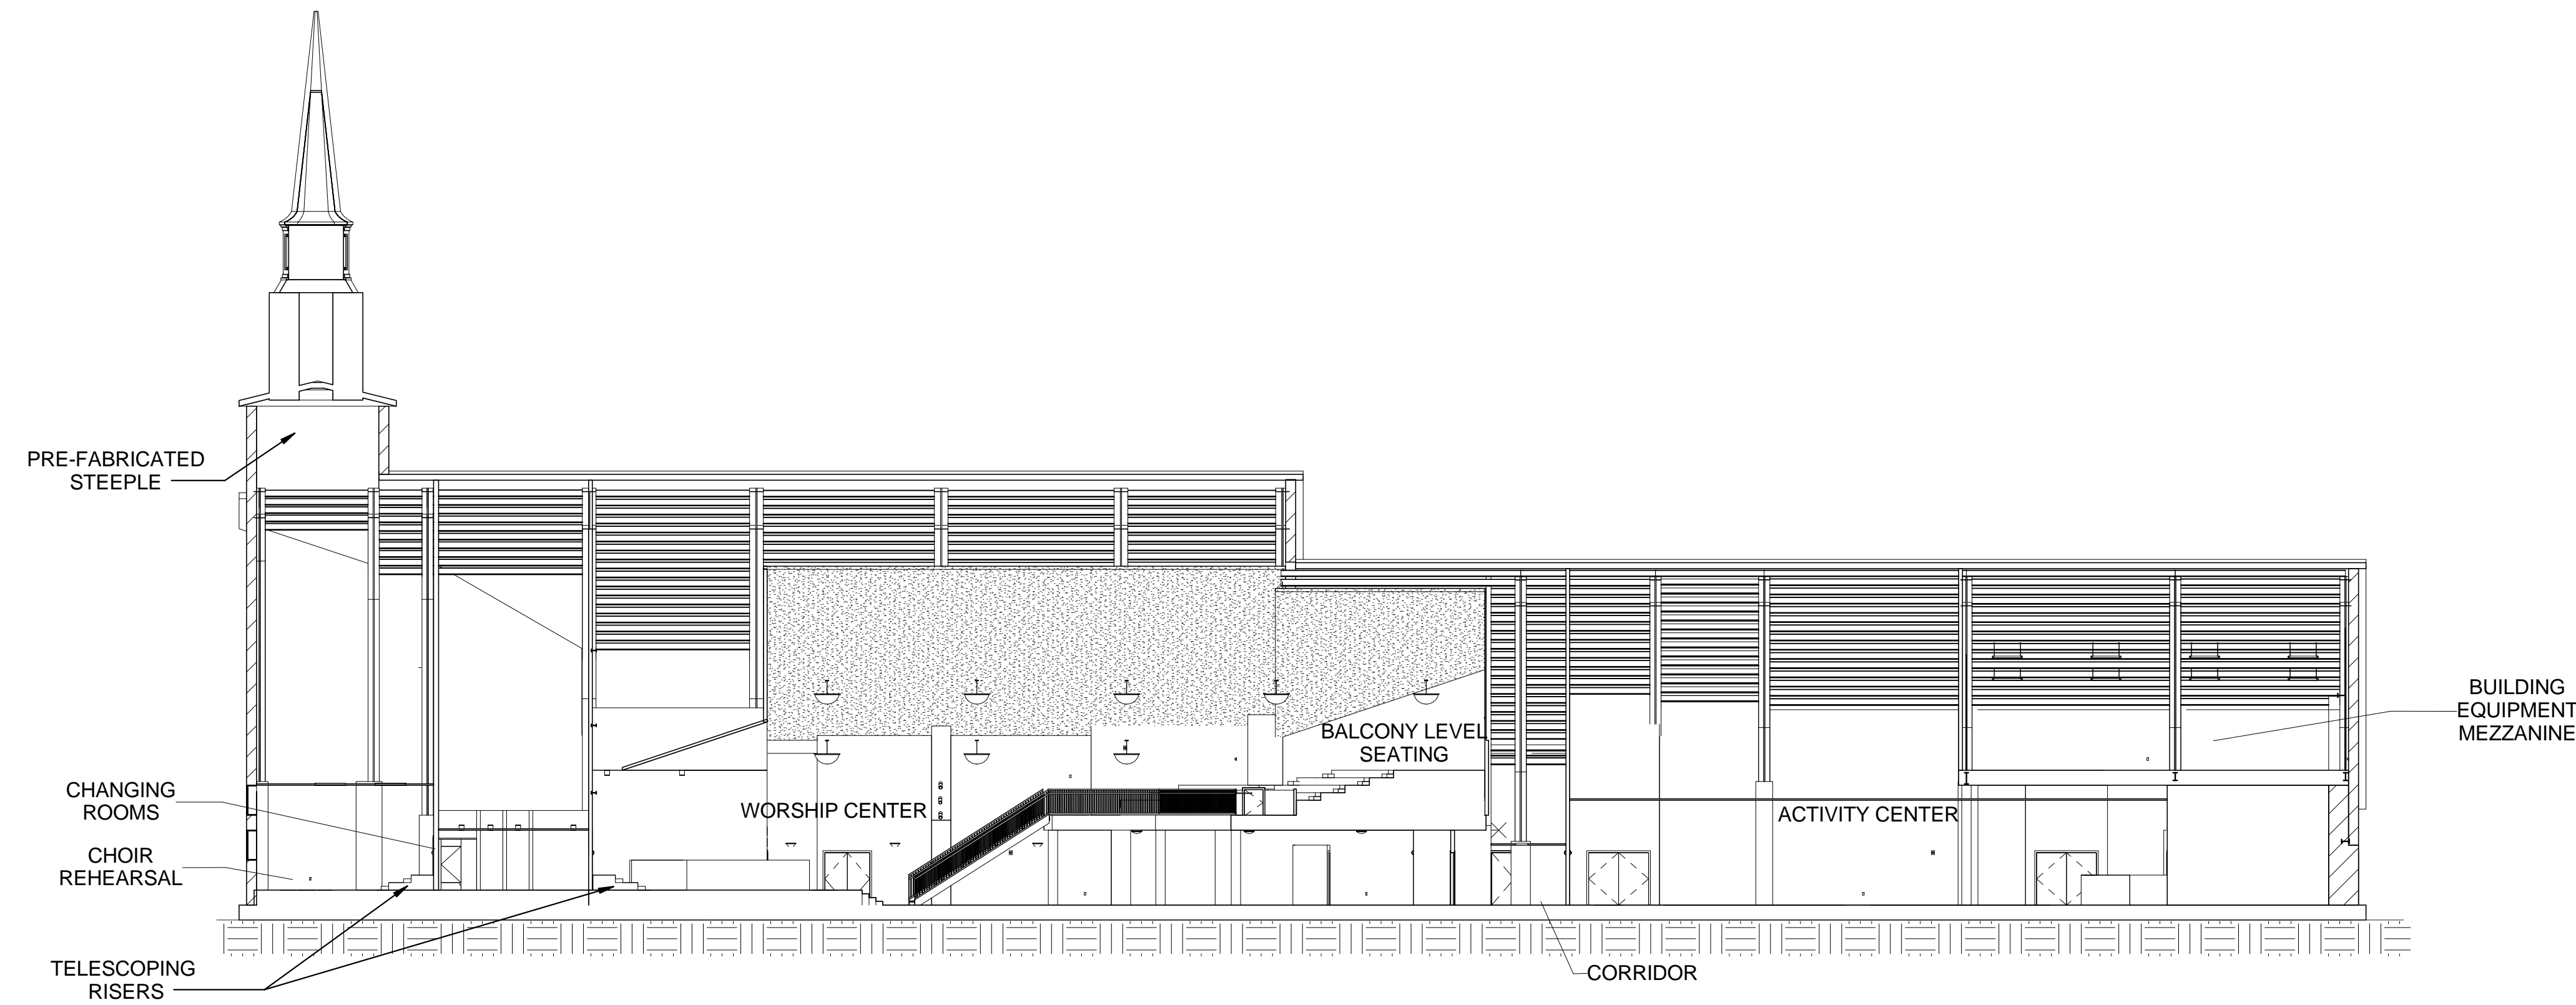 PRE-FABRICATED
STEEPLE
CHANGING
ROOMS
CHOIR
REHEARSAL
TELESCOPING
RISERS
WORSHIP CENTER
BALCONY LEVEL
SEATING
CORRIDOR
ACTIVITY CENTER
BUILDING
EQUIPMENT
MEZZANINE